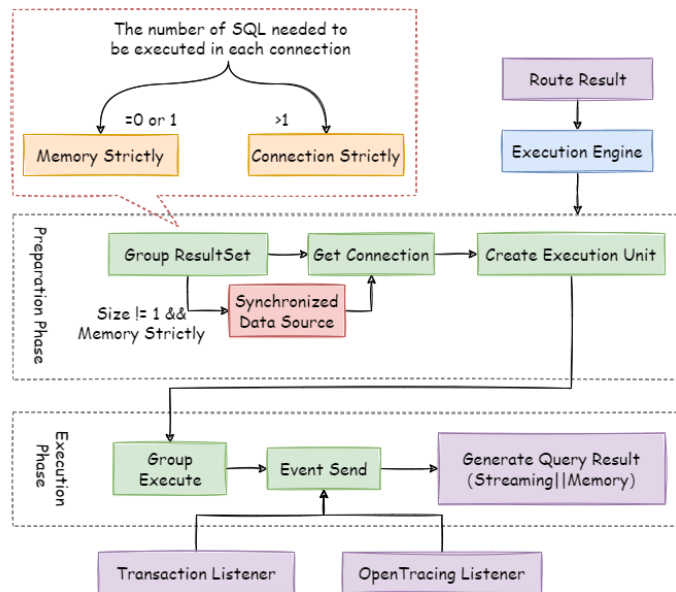 The number of SQL needed to
be executed in each connection
=0 or 1
>1
Memory Strictly
Connection Strictly
Route Result
Execution Engine
Preparation Phase
Group ResultSet
Get Connection
Create Execution Unit
Size != 1 &&
Memory Strictly
Synchronized
Data Source
Execution
Phase
Group
Execute
Event Send
Generate Query Result
(Streaming||Memory)
Transaction Listener
OpenTracing Listener